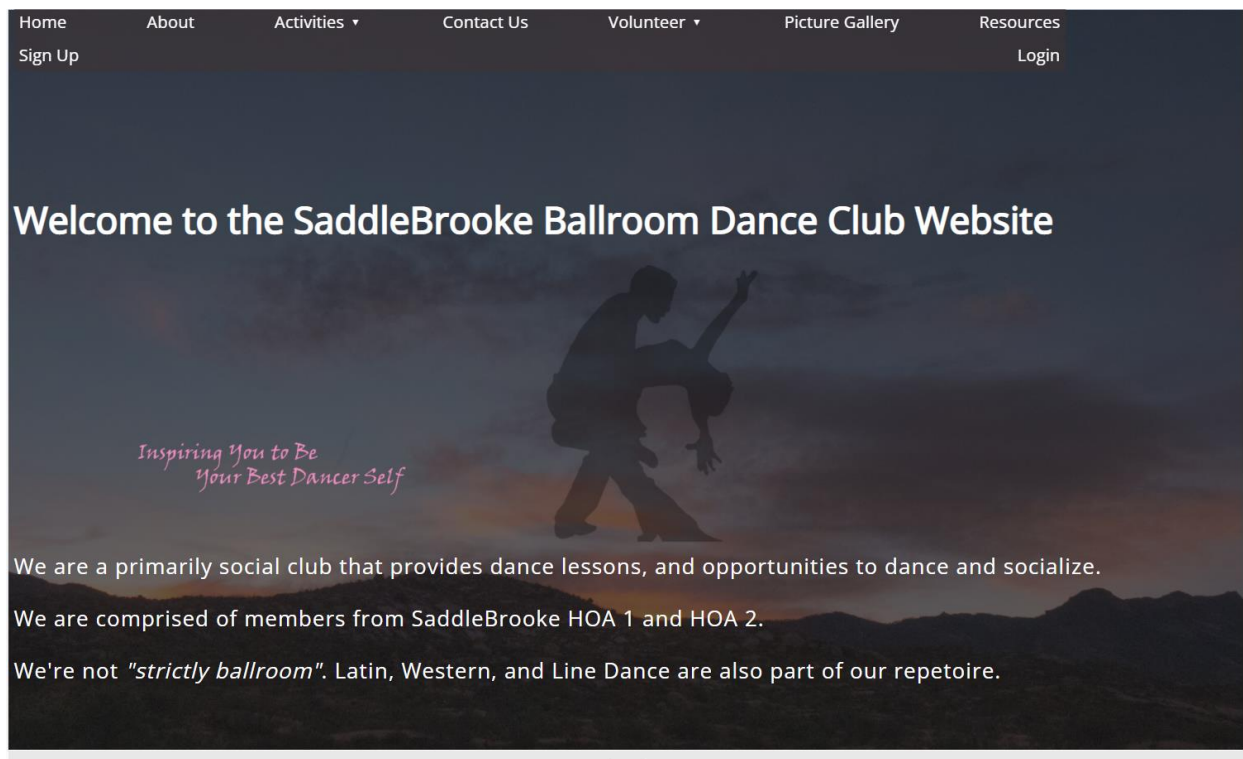 Home About Activities ▾ Contact Us Volunteer ▾ Picture Gallery Resources
Sign Up Login
Welcome to the SaddleBrooke Ballroom Dance Club Website
Inspiring You to Be
Your Best Dancer Self
We are a primarily social club that provides dance lessons, and opportunities to dance and socialize.
We are comprised of members from SaddleBrooke HOA 1 and HOA 2.
We're not "strictly ballroom". Latin, Western, and Line Dance are also part of our repetoire.